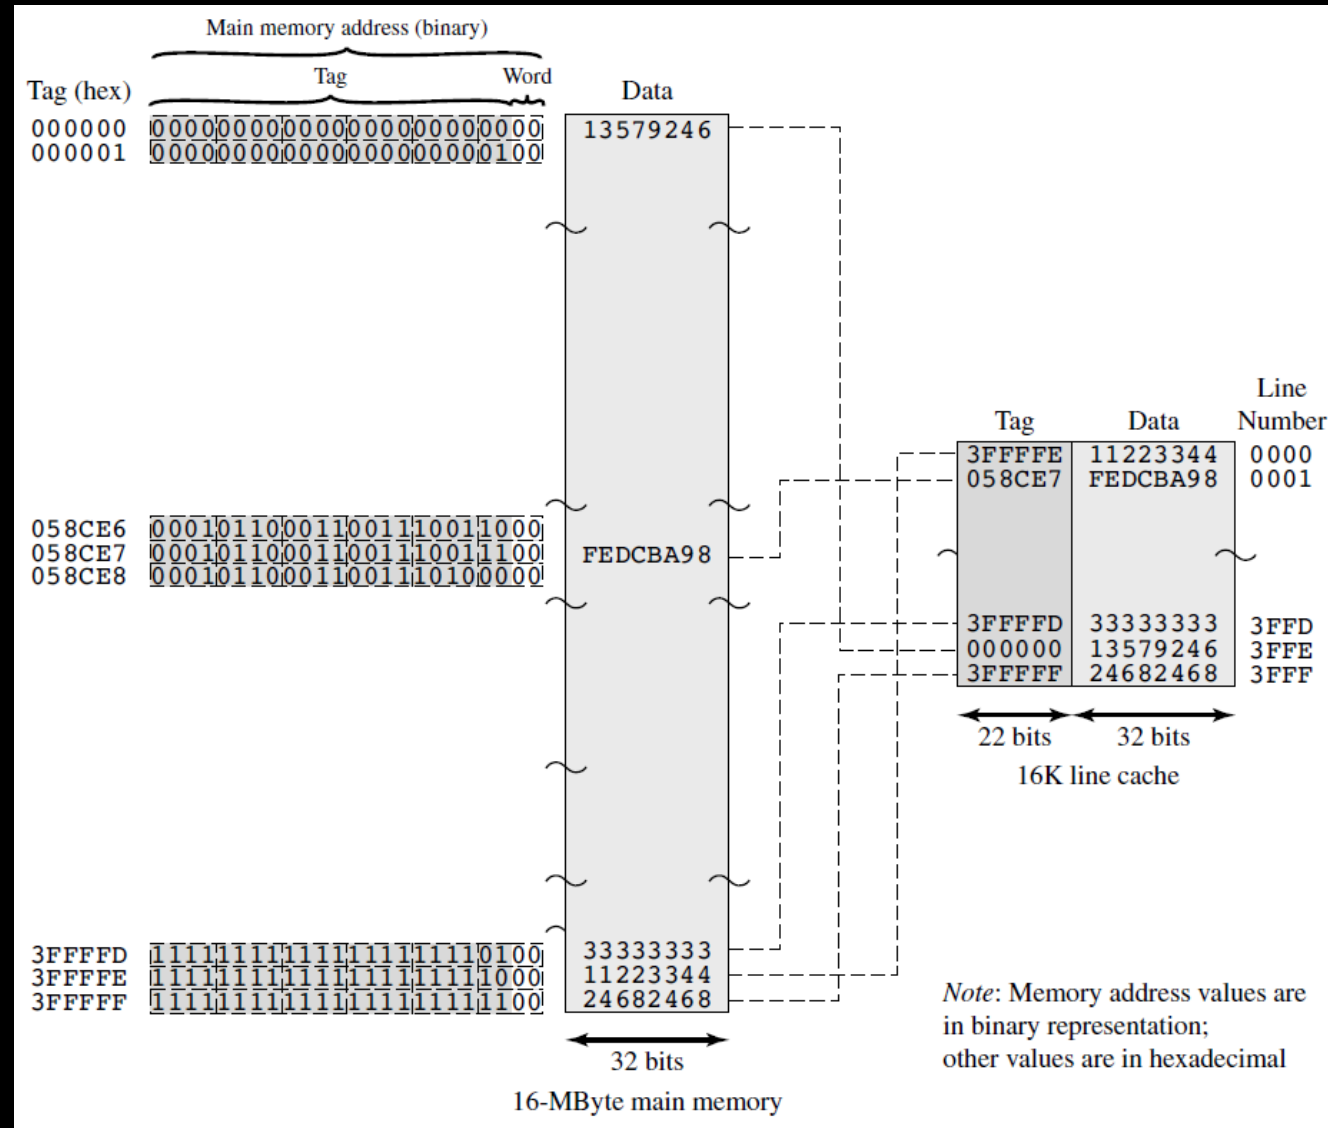 Main memory address (binary)
Tag Word
Tag (hex) Data
000000 000000000000000000000000 13579246
000001 000000000000000000000100
Line
Tag Data Number
3FFFFE 11223344 0000
058CE7 FEDCBA98 0001
058CE6 000101100011001110011000
058CE7 000101100011001110011100 FEDCBA98
058CE8 000101100011001110100000
3FFFFD 33333333 3FFD
000000 13579246 3FFE
3FFFFF 24682468 3FFF
22 bits 32 bits
16K line cache
3FFFFD 111111111111111111110100 33333333
3FFFFE 111111111111111111111000 11223344
3FFFFF 111111111111111111111100 24682468
Note: Memory address values are
in binary representation;
other values are in hexadecimal
32 bits
16-MByte main memory